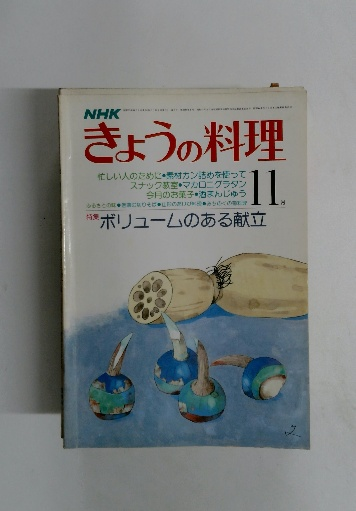 NHK
きょうの料理
忙しい人のために●素材カン詰めを使って
スナック教室●マカロニグラタン
今月のお菓子●酒まんじゅう
11月
特集 ボリュームのある献立